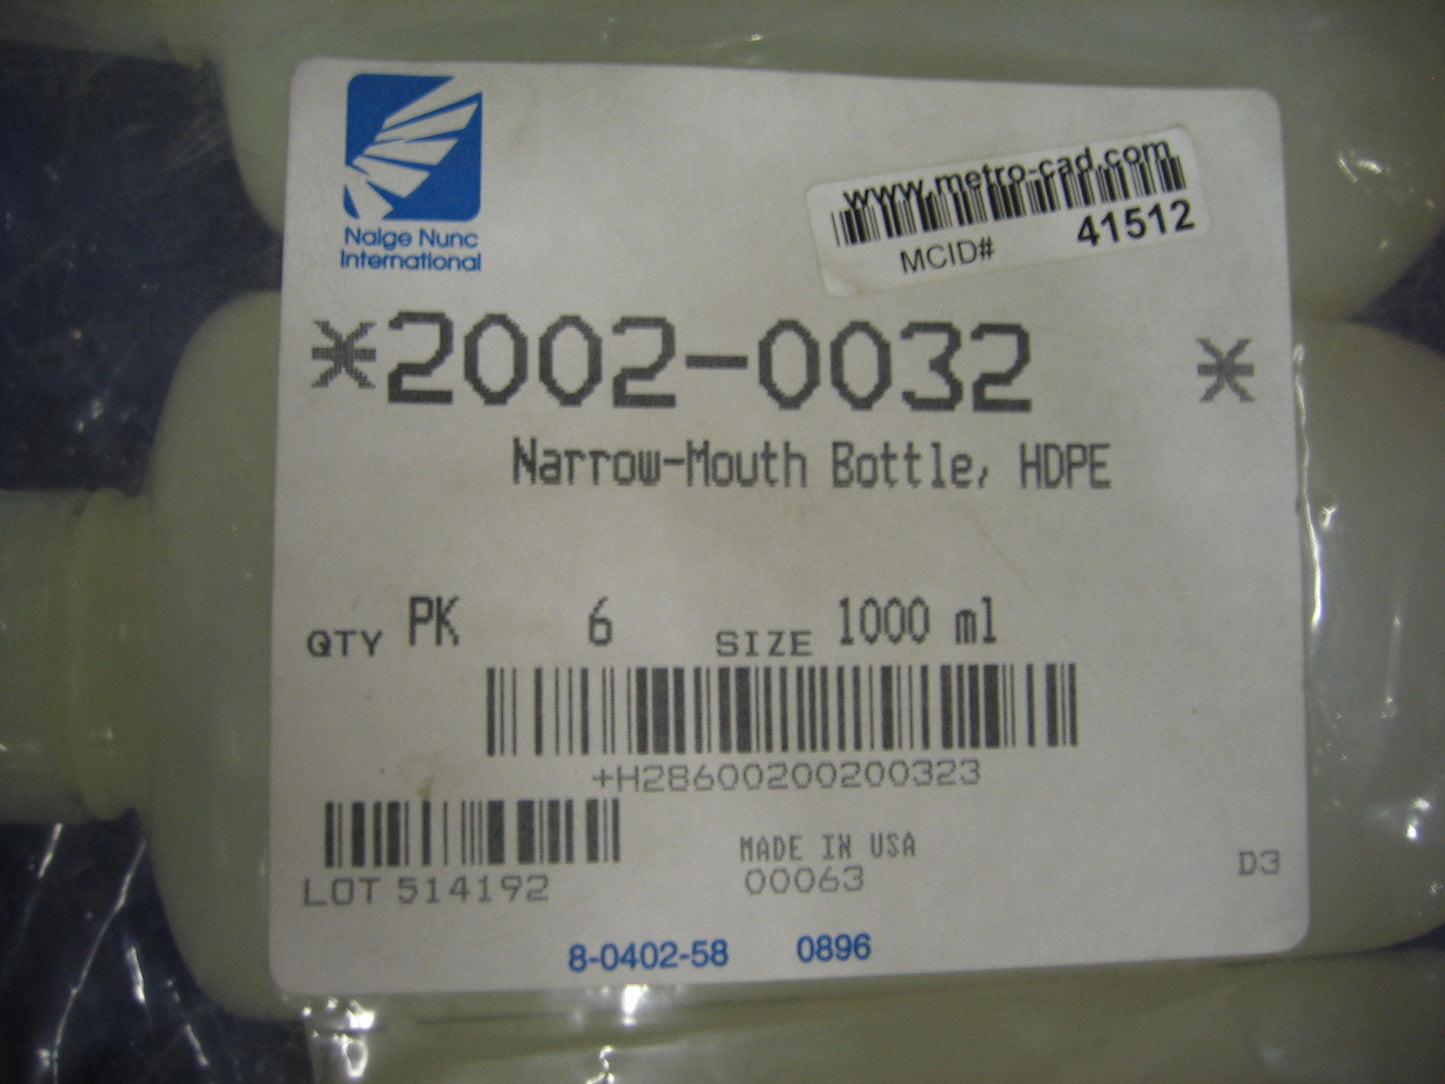 Nalge Nunc
International
www.metro-cad.com
MCID# 41512
*2002-0032 *
Narrow-Mouth Bottle, HDPE
QTY PK 6 SIZE 1000 ml
+H28600200200323
LOT 514192
MADE IN USA
00063
D3
8-0402-58 0896